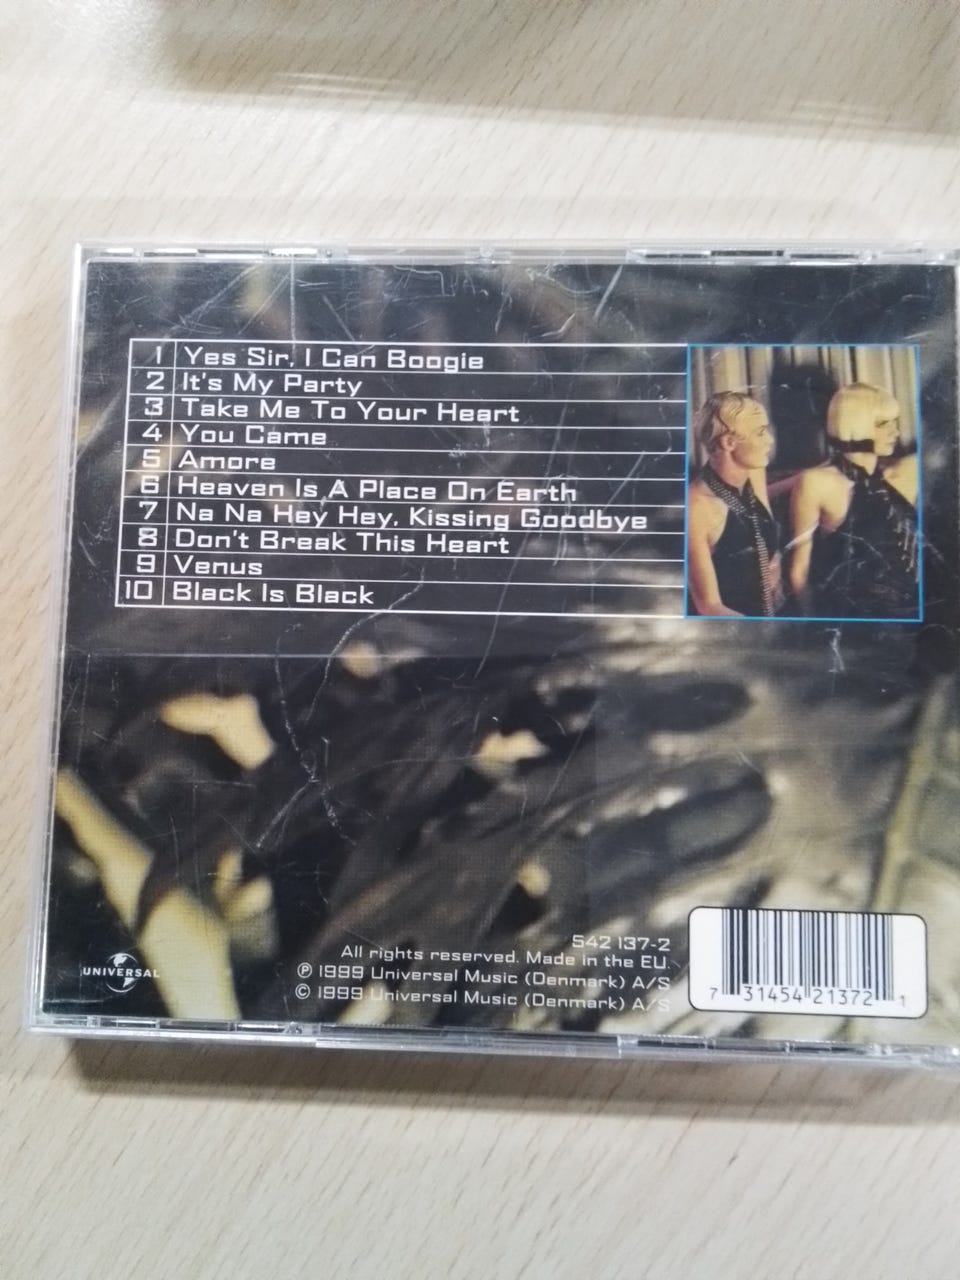 1 Yes Sir, I Can Boogie
2 It's My Party
3 Take Me To Your Heart
4 You Came
5 Amore
6 Heaven Is A Place On Earth
7 Na Na Hey Hey, Kissing Goodbye
8 Don't Break This Heart
9 Venus
10 Black Is Black
542 137-2
All rights reserved. Made in the EU.
℗ 1999 Universal Music (Denmark) A/S
© 1999 Universal Music (Denmark) A/S
UNIVERSAL
7 31454 21372 1